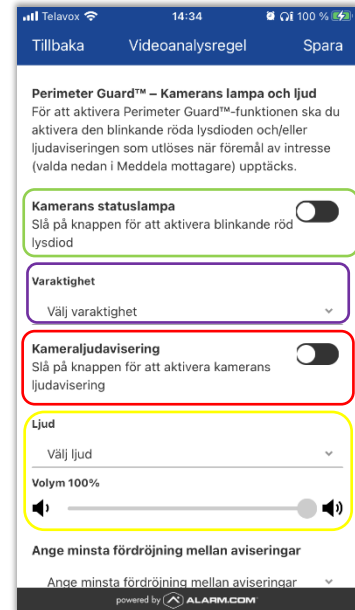 Telavox 14:34 100 %
Tillbaka Videoanalysregel Spara
Perimeter Guard™ – Kamerans lampa och ljud
För att aktivera Perimeter Guard™-funktionen ska du
aktivera den blinkande röda lysdioden och/eller
ljudaviseringen som utlöses när föremål av intresse
(valda nedan i Meddela mottagare) upptäcks.
Kamerans statuslampa
Slå på knappen för att aktivera blinkande röd
lysdiod
Varaktighet
Välj varaktighet
Kameraljudavisering
Slå på knappen för att aktivera kamerans
ljudavisering
Ljud
Välj ljud
Volym 100%
Ange minsta fördröjning mellan aviseringar
Ange minsta fördröjning mellan aviseringar
powered by ALARM.COM